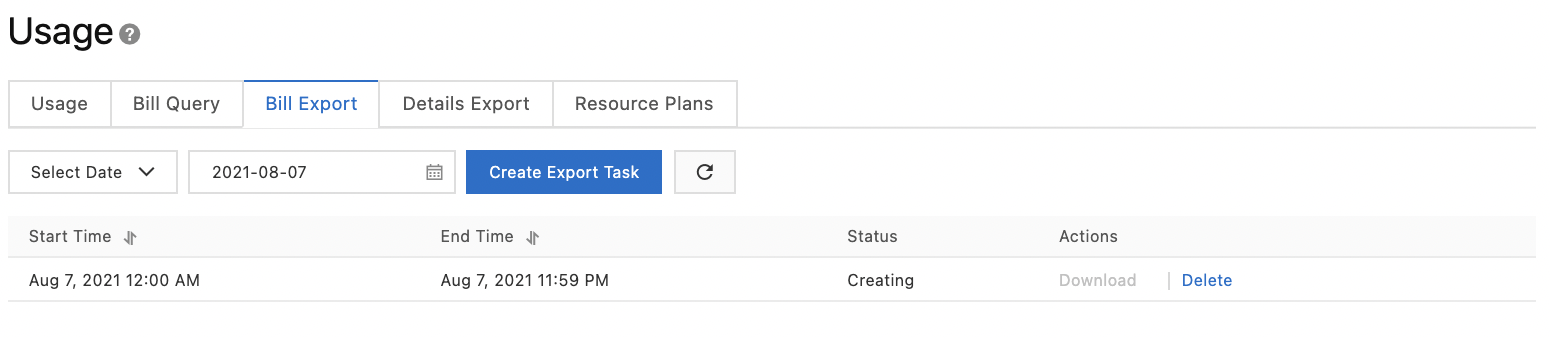 Usage
Usage Bill Query Bill Export Details Export Resource Plans
Select Date 2021-08-07 Create Export Task
Start Time End Time Status Actions
Aug 7, 2021 12:00 AM Aug 7, 2021 11:59 PM Creating Download | Delete